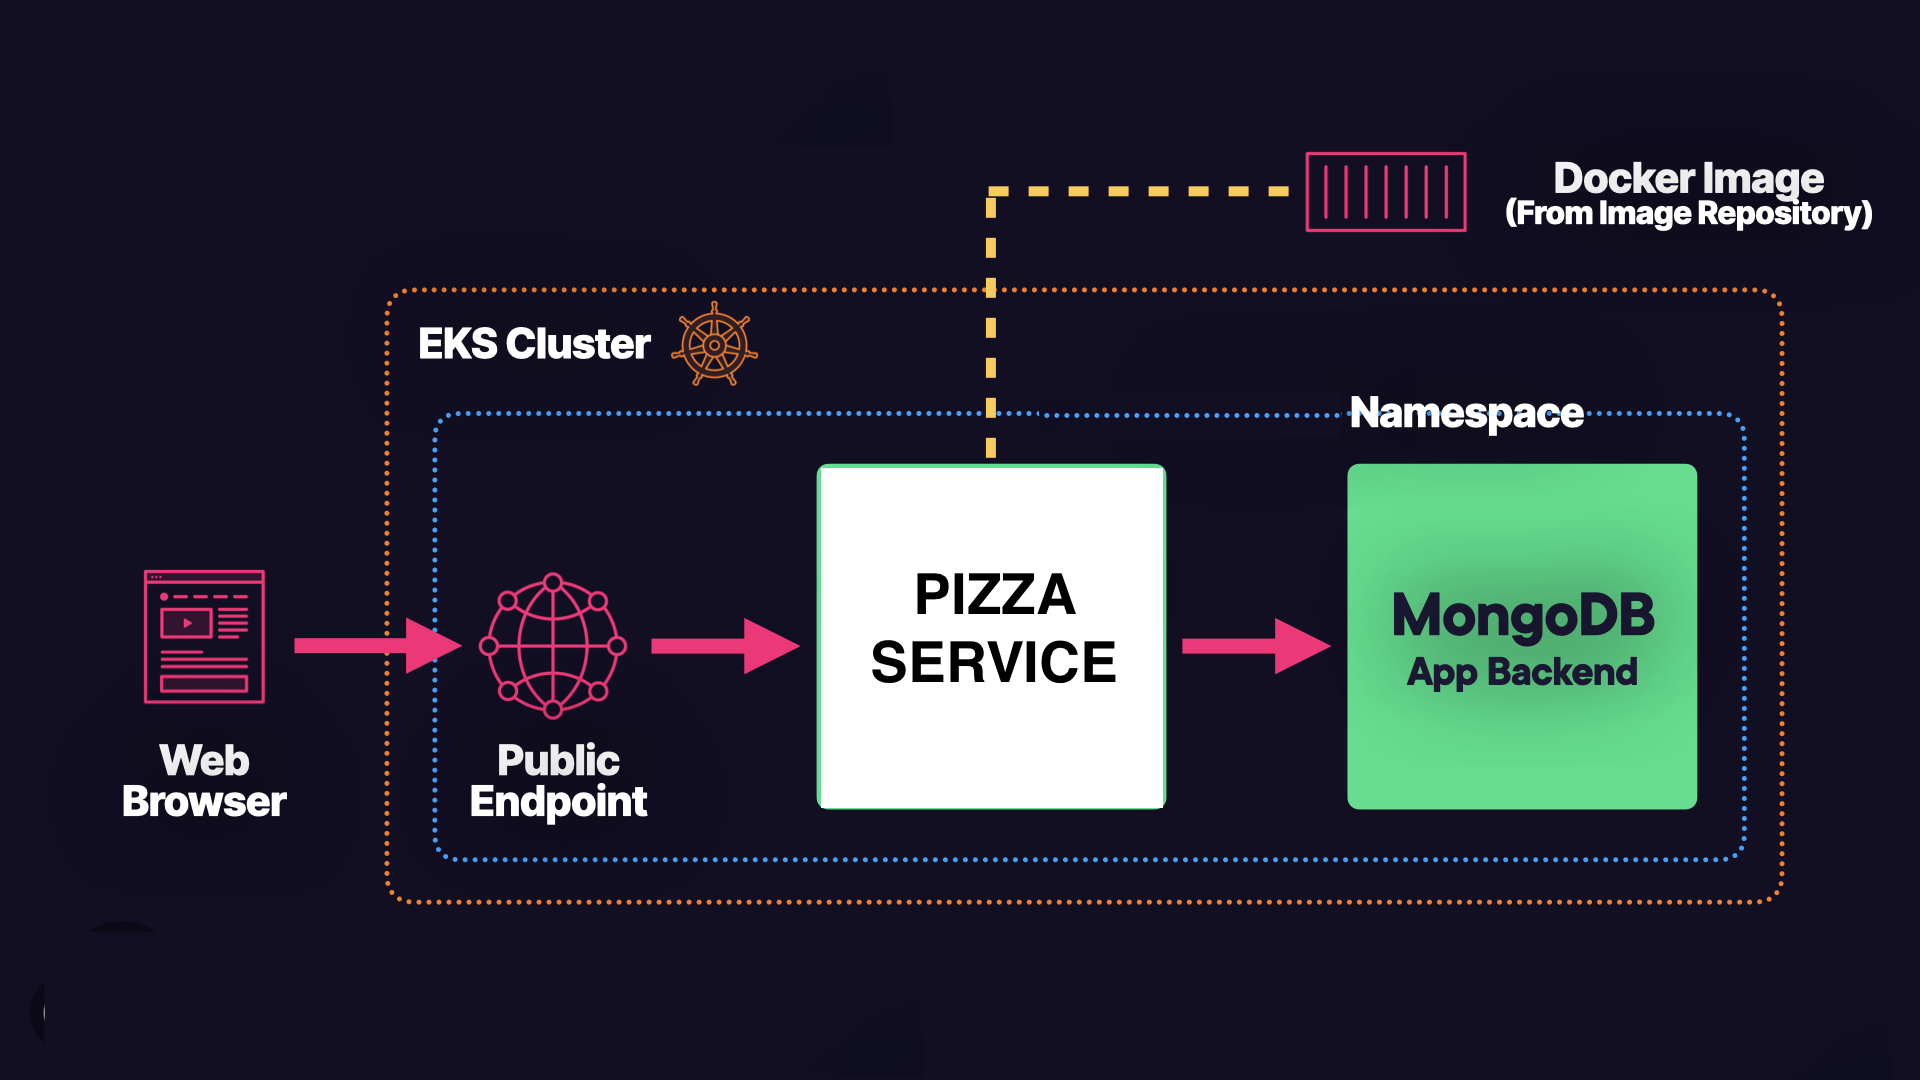 Docker Image
(From Image Repository)
EKS Cluster
Namespace
PIZZA
SERVICE
MongoDB
App Backend
Web
Browser
Public
Endpoint